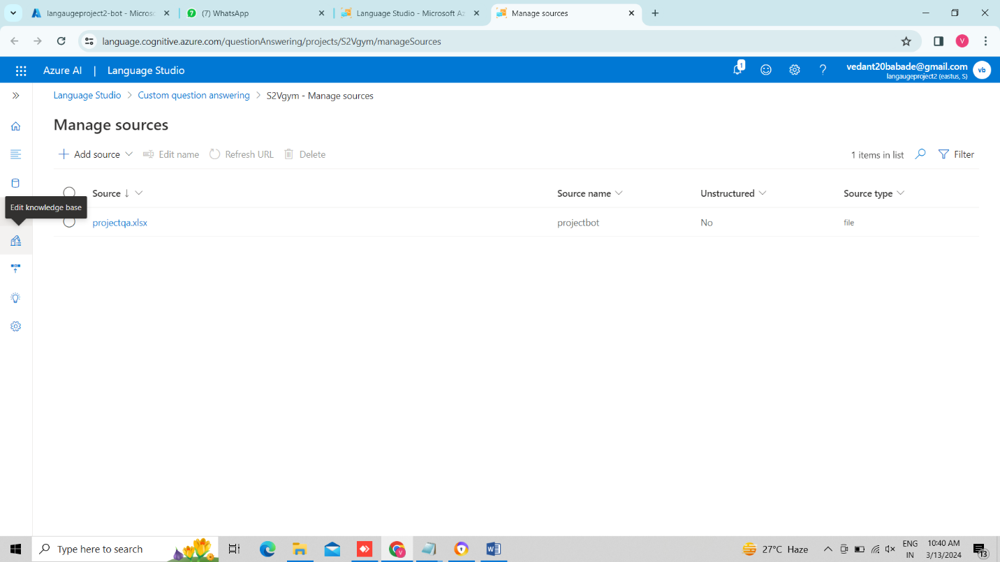 langaugeproject2-bot - Microso
(7) WhatsApp
Language Studio - Microsoft Az
Manage sources
language.cognitive.azure.com/questionAnswering/projects/S2Vgym/manageSources
V
Azure AI | Language Studio
1
vedant20babade@gmail.com
langaugeproject2 (eastus, S)
vb
Language Studio > Custom question answering > S2Vgym - Manage sources
Manage sources
Add source
Edit name
Refresh URL
Delete
1 items in list
Filter
Source ↓
Source name
Unstructured
Source type
Edit knowledge base
projectqa.xlsx
projectbot
No
file
Type here to search
27°C Haze
ENG
IN
10:40 AM
3/13/2024
13